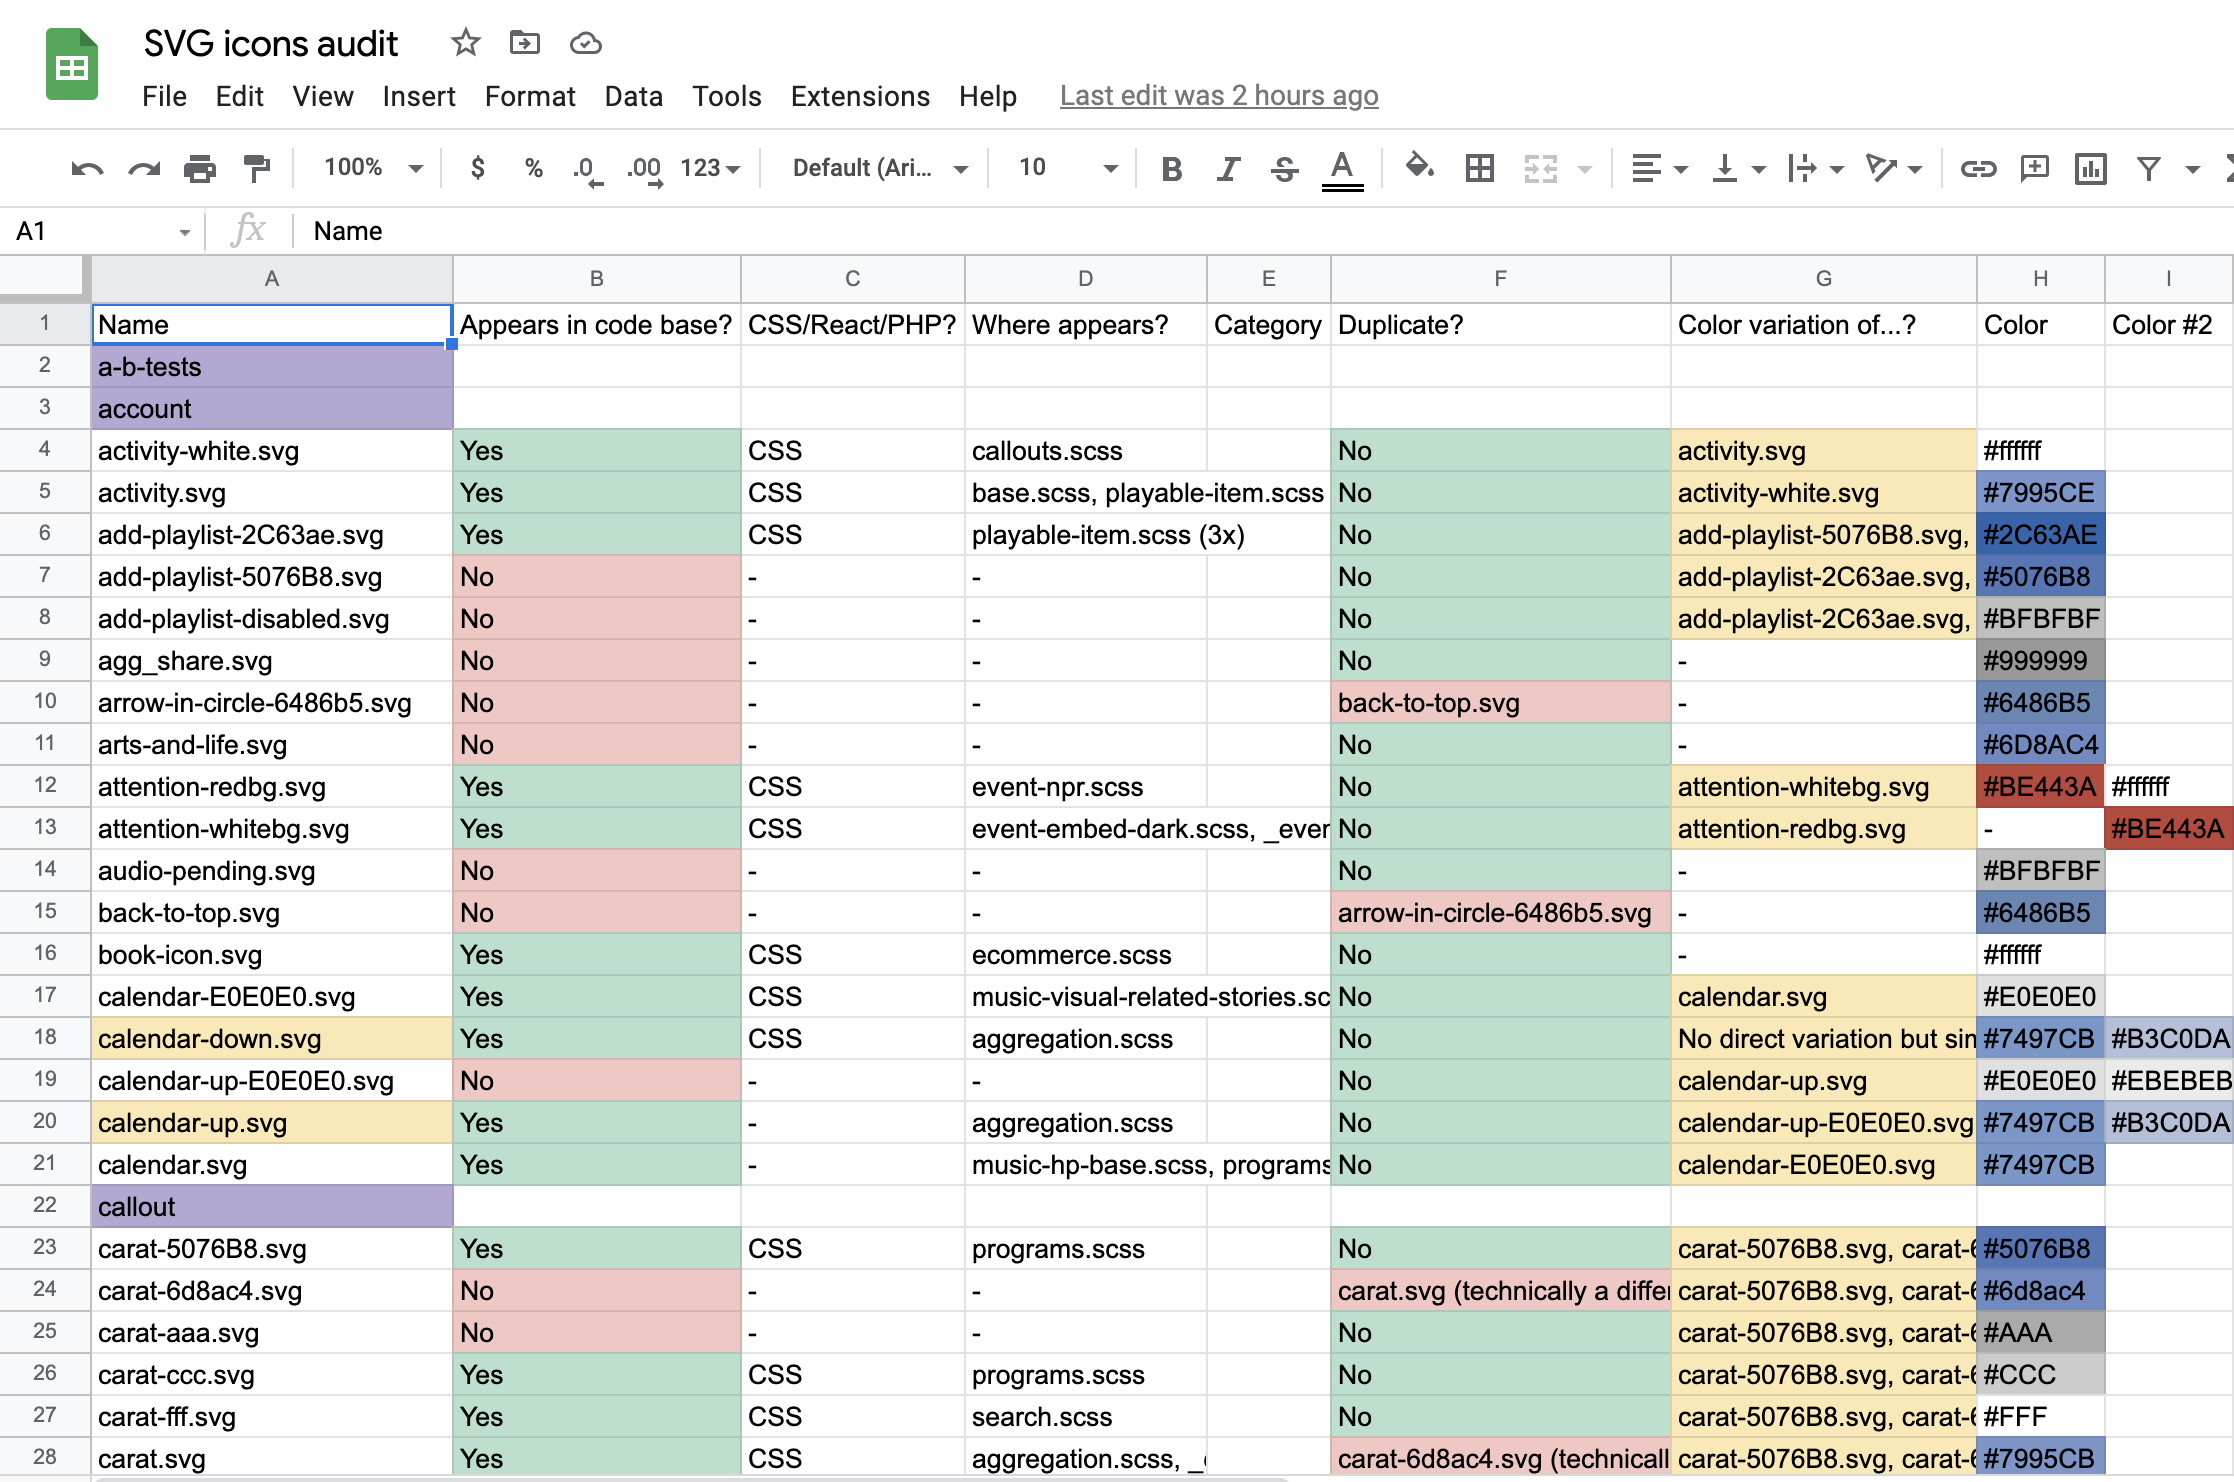 SVG icons audit
File Edit View Insert Format Data Tools Extensions Help Last edit was 2 hours ago
100% $ % .0 .00 123 Default (Ari... 10 B I S A
A1 fx Name
A B C D E F G H I
1 Name Appears in code base? CSS/React/PHP? Where appears? Category Duplicate? Color variation of...? Color Color #2
2 a-b-tests
3 account
4 activity-white.svg Yes CSS callouts.scss No activity.svg #ffffff
5 activity.svg Yes CSS base.scss, playable-item.scss No activity-white.svg #7995CE
6 add-playlist-2C63ae.svg Yes CSS playable-item.scss (3x) No add-playlist-5076B8.svg, #2C63AE
7 add-playlist-5076B8.svg No - - No add-playlist-2C63ae.svg, #5076B8
8 add-playlist-disabled.svg No - - No add-playlist-2C63ae.svg, #BFBFBF
9 agg_share.svg No - - No - #999999
10 arrow-in-circle-6486b5.svg No - - back-to-top.svg - #6486B5
11 arts-and-life.svg No - - No - #6D8AC4
12 attention-redbg.svg Yes CSS event-npr.scss No attention-whitebg.svg #BE443A #ffffff
13 attention-whitebg.svg Yes CSS event-embed-dark.scss, _ever No attention-redbg.svg - #BE443A
14 audio-pending.svg No - - No - #BFBFBF
15 back-to-top.svg No - - arrow-in-circle-6486b5.svg - #6486B5
16 book-icon.svg Yes CSS ecommerce.scss No - #ffffff
17 calendar-E0E0E0.svg Yes CSS music-visual-related-stories.sc No calendar.svg #E0E0E0
18 calendar-down.svg Yes CSS aggregation.scss No No direct variation but sin #7497CB #B3C0DA
19 calendar-up-E0E0E0.svg No - - No calendar-up.svg #E0E0E0 #EBEBEB
20 calendar-up.svg Yes - aggregation.scss No calendar-up-E0E0E0.svg #7497CB #B3C0DA
21 calendar.svg Yes - music-hp-base.scss, programs No calendar-E0E0E0.svg #7497CB
22 callout
23 carat-5076B8.svg Yes CSS programs.scss No carat-5076B8.svg, carat-6 #5076B8
24 carat-6d8ac4.svg No - - carat.svg (technically a differ carat-5076B8.svg, carat-6 #6d8ac4
25 carat-aaa.svg No - - No carat-5076B8.svg, carat-6 #AAA
26 carat-ccc.svg Yes CSS programs.scss No carat-5076B8.svg, carat-6 #CCC
27 carat-fff.svg Yes CSS search.scss No carat-5076B8.svg, carat-6 #FFF
28 carat.svg Yes CSS aggregation.scss, _ carat-6d8ac4.svg (technicall carat-5076B8.svg, carat-6 #7995CB